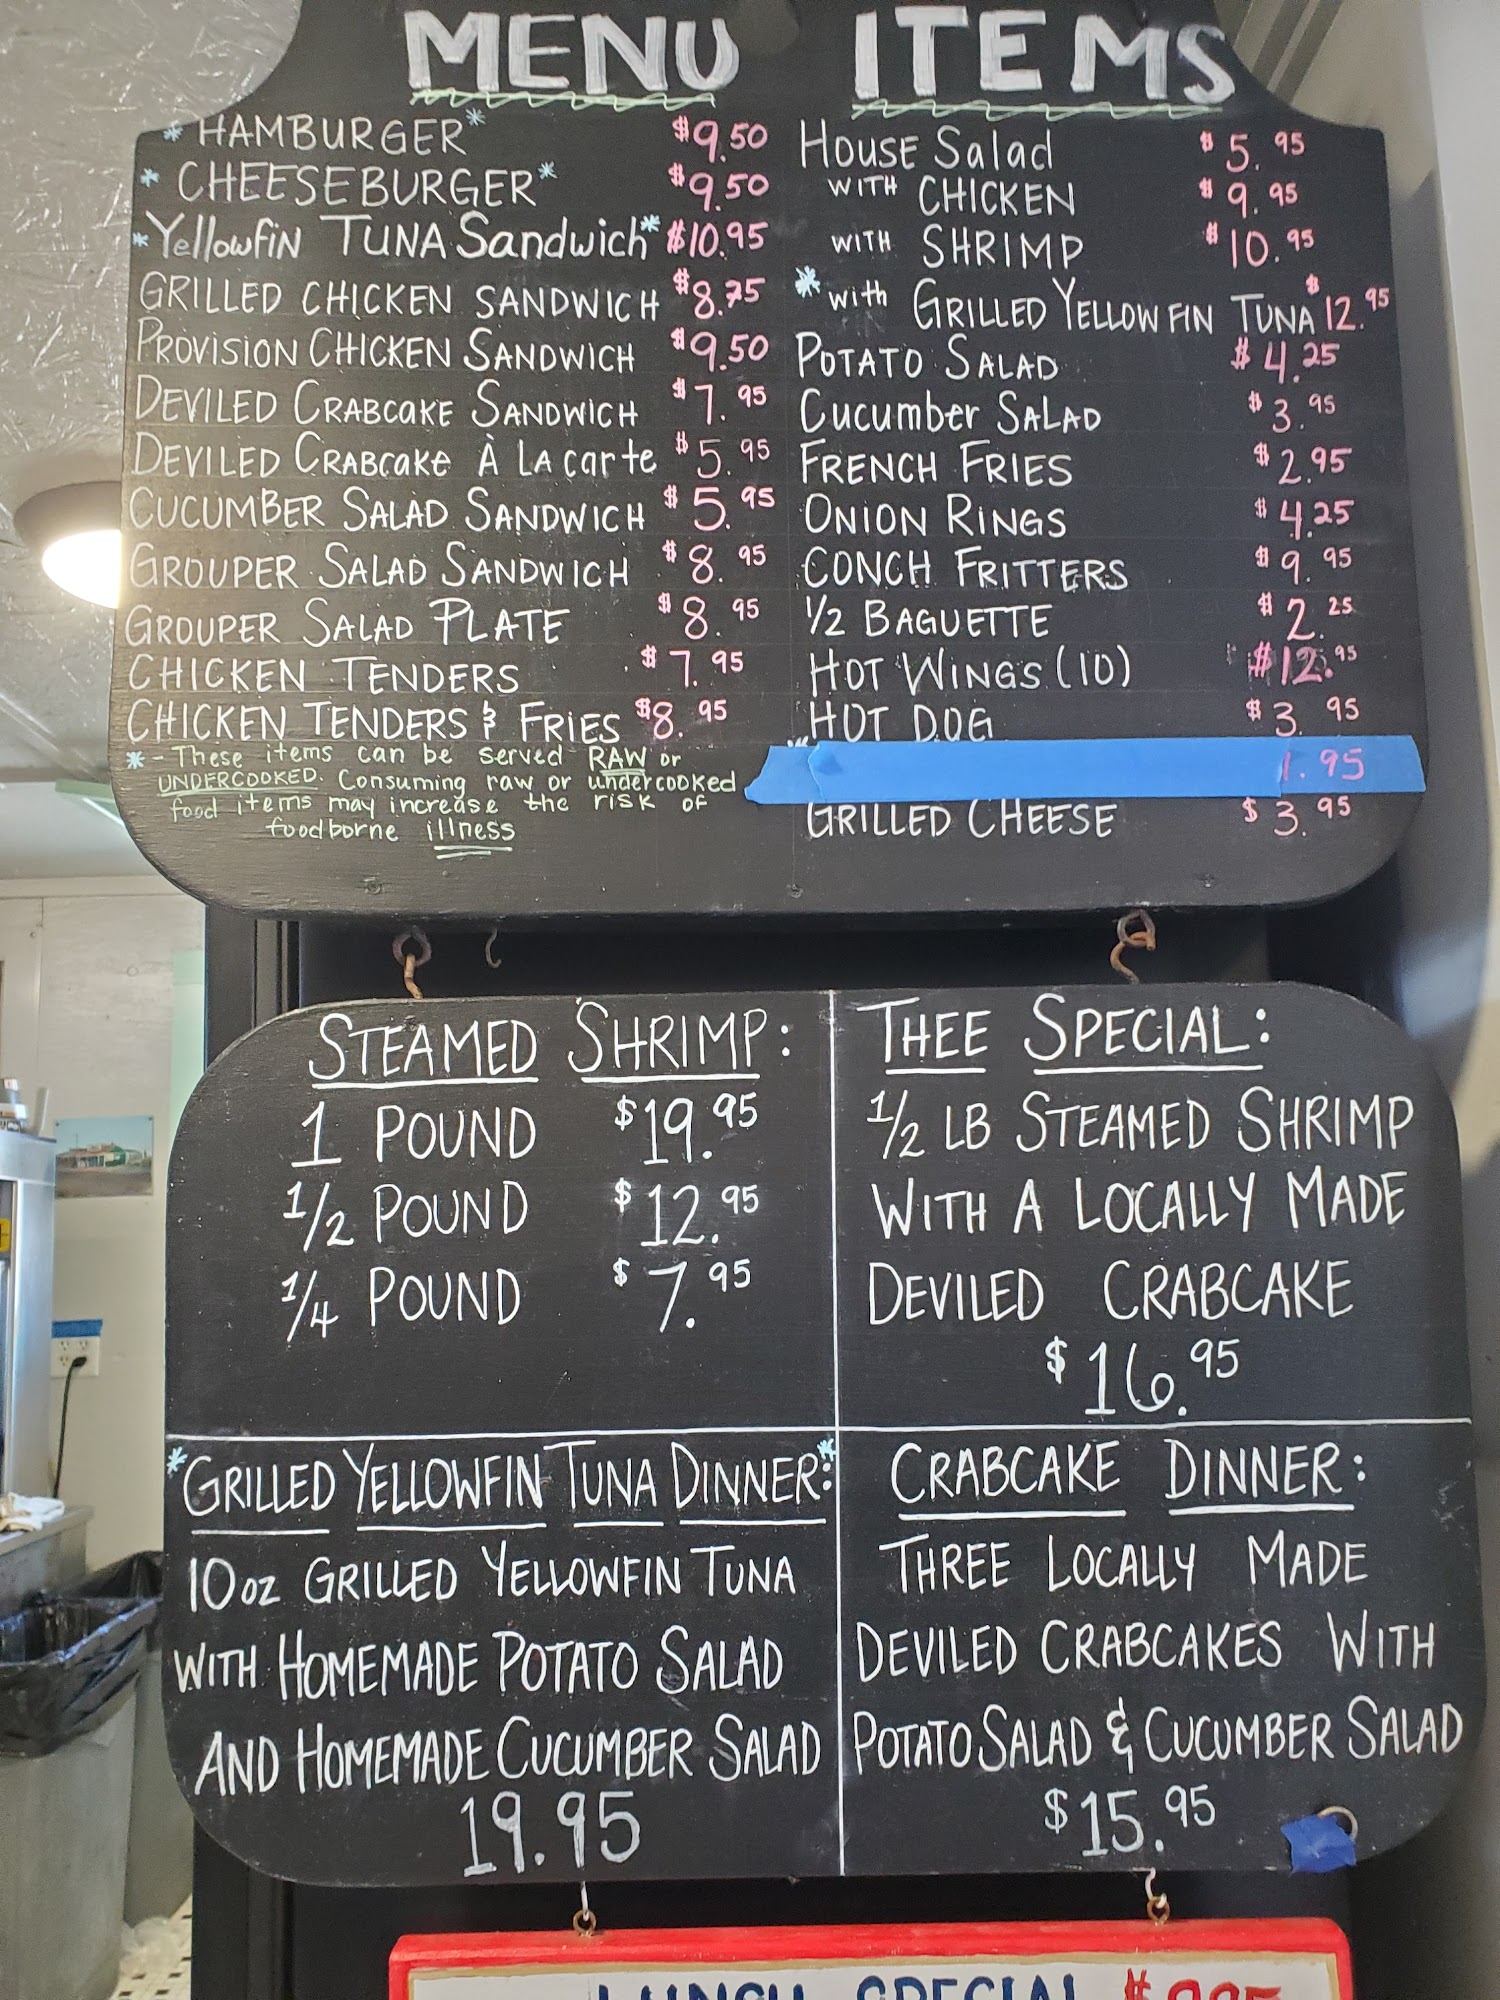 MENU ITEMS
* HAMBURGER* $9.50
* CHEESEBURGER* $9.50
*Yellowfin Tuna Sandwich* $10.95
GRILLED CHICKEN SANDWICH $8.75
PROVISION CHICKEN SANDWICH $9.50
DEVILED CRABCAKE SANDWICH $7.95
DEVILED CRABCAKE À LA CARTE $5.95
CUCUMBER SALAD SANDWICH $5.95
GROUPER SALAD SANDWICH $8.95
GROUPER SALAD PLATE $8.95
CHICKEN TENDERS $7.95
CHICKEN TENDERS & FRIES $8.95
* - These items can be served RAW or
UNDERCOOKED. Consuming raw or undercooked
food items may increase the risk of
foodborne illness
House Salad $5.95
WITH CHICKEN $9.95
WITH SHRIMP $10.95
*with GRILLED YELLOWFIN TUNA $12.95
POTATO SALAD $4.25
Cucumber SALAD $3.95
FRENCH FRIES $2.95
ONION RINGS $4.25
CONCH FRITTERS $9.95
1/2 BAGUETTE $2.25
HOT WINGS (10) $12.95
HOT DOG $3.95
1.95
GRILLED CHEESE $3.95
STEAMED SHRIMP:
1 POUND $19.95
1/2 POUND $12.95
1/4 POUND $7.95
THEE SPECIAL:
1/2 LB STEAMED SHRIMP
WITH A LOCALLY MADE
DEVILED CRABCAKE
$16.95
*GRILLED YELLOWFIN TUNA DINNER:*
10 oz GRILLED YELLOWFIN TUNA
WITH HOMEMADE POTATO SALAD
AND HOMEMADE CUCUMBER SALAD
19.95
CRABCAKE DINNER:
THREE LOCALLY MADE
DEVILED CRABCAKES WITH
POTATO SALAD & CUCUMBER SALAD
$15.95
LUNCH SPECIAL